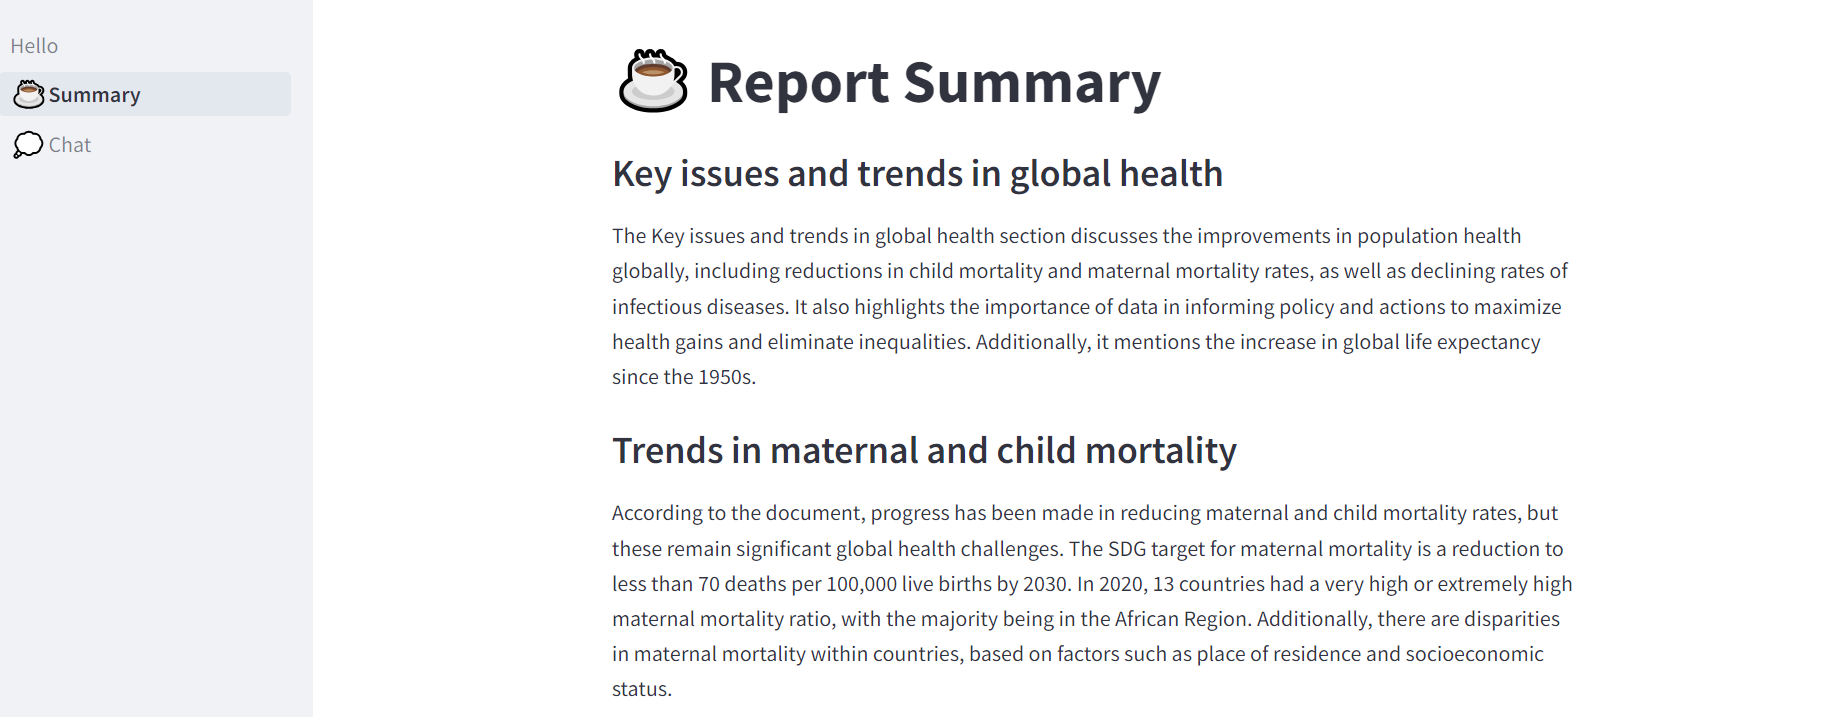 Hello
Summary
Chat
Report Summary
Key issues and trends in global health
The Key issues and trends in global health section discusses the improvements in population health
globally, including reductions in child mortality and maternal mortality rates, as well as declining rates of
infectious diseases. It also highlights the importance of data in informing policy and actions to maximize
health gains and eliminate inequalities. Additionally, it mentions the increase in global life expectancy
since the 1950s.
Trends in maternal and child mortality
According to the document, progress has been made in reducing maternal and child mortality rates, but
these remain significant global health challenges. The SDG target for maternal mortality is a reduction to
less than 70 deaths per 100,000 live births by 2030. In 2020, 13 countries had a very high or extremely high
maternal mortality ratio, with the majority being in the African Region. Additionally, there are disparities
in maternal mortality within countries, based on factors such as place of residence and socioeconomic
status.